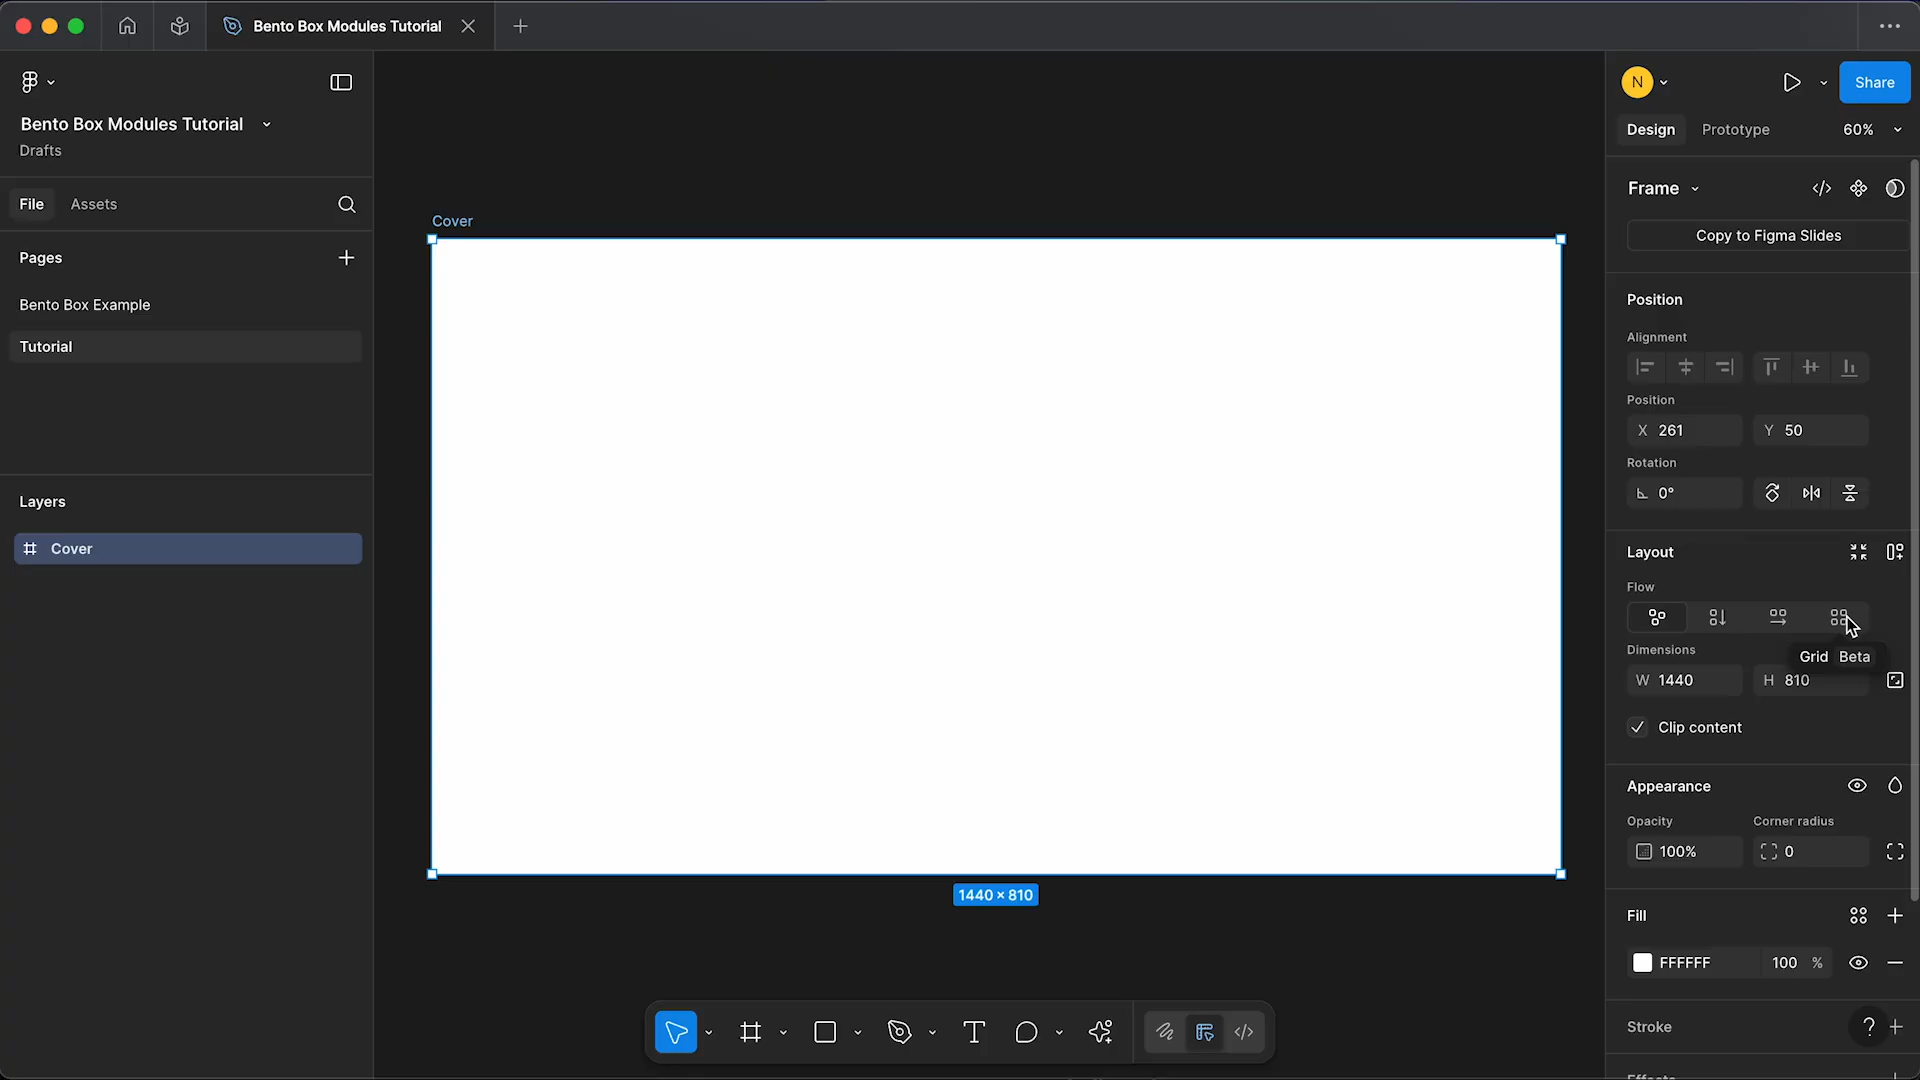 Bento Box Modules Tutorial
N
Share
Bento Box Modules Tutorial
Drafts
Design
Prototype
60%
Frame
File
Assets
Copy to Figma Slides
Cover
Pages
Position
Bento Box Example
Alignment
Tutorial
Position
X 261
Y 50
Rotation
0°
Layers
Cover
Layout
Flow
Dimensions
Grid Beta
W 1440
H 810
Clip content
Appearance
Opacity
Corner radius
100%
0
1440 × 810
Fill
FFFFFF
100 %
Stroke
?
T
Effects